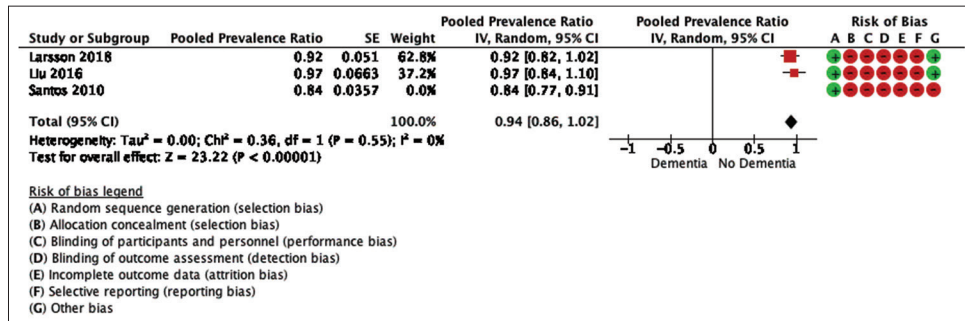 Pooled Prevalence Ratio Pooled Prevalence Ratio Risk of Bias
Study or Subgroup Pooled Prevalence Ratio SE Weight IV, Random, 95% CI IV, Random, 95% CI A B C D E F G
Larsson 2018 0.92 0.051 62.8% 0.92 [0.82, 1.02] + - - - - - +
Liu 2016 0.97 0.0663 37.2% 0.97 [0.84, 1.10] + - - - - - +
Santos 2010 0.84 0.0357 0.0% 0.84 [0.77, 0.91] + - - - - - -
Total (95% CI) 100.0% 0.94 [0.86, 1.02]
Heterogeneity: Tau² = 0.00; Chi² = 0.36, df = 1 (P = 0.55); I² = 0%
Test for overall effect: Z = 23.22 (P < 0.00001)
-1 -0.5 0 0.5 1
Dementia No Dementia
Risk of bias legend
(A) Random sequence generation (selection bias)
(B) Allocation concealment (selection bias)
(C) Blinding of participants and personnel (performance bias)
(D) Blinding of outcome assessment (detection bias)
(E) Incomplete outcome data (attrition bias)
(F) Selective reporting (reporting bias)
(G) Other bias